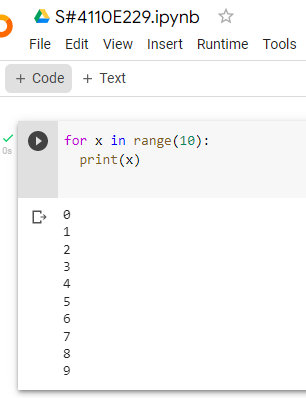 S#4110E229.ipynb
File Edit View Insert Runtime Tools
+ Code + Text
0s
for x in range(10):
  print(x)
0
1
2
3
4
5
6
7
8
9